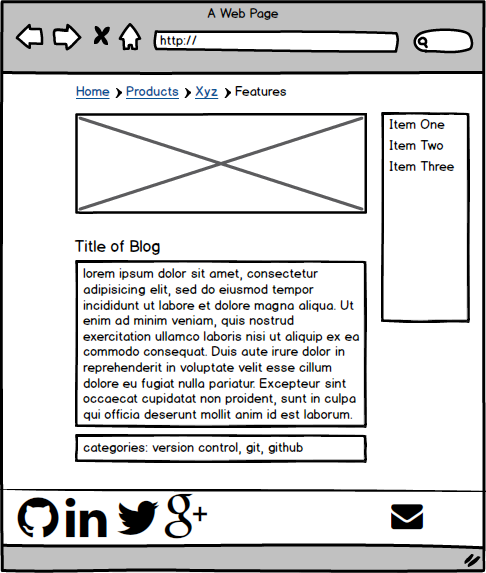 A Web Page
http://
Home Products Xyz Features
Item One
Item Two
Item Three
Title of Blog
lorem ipsum dolor sit amet, consectetur
adipisicing elit, sed do eiusmod tempor
incididunt ut labore et dolore magna aliqua. Ut
enim ad minim veniam, quis nostrud
exercitation ullamco laboris nisi ut aliquip ex ea
commodo consequat. Duis aute irure dolor in
reprehenderit in voluptate velit esse cillum
dolore eu fugiat nulla pariatur. Excepteur sint
occaecat cupidatat non proident, sunt in culpa
qui officia deserunt mollit anim id est laborum.
categories: version control, git, github
in g+